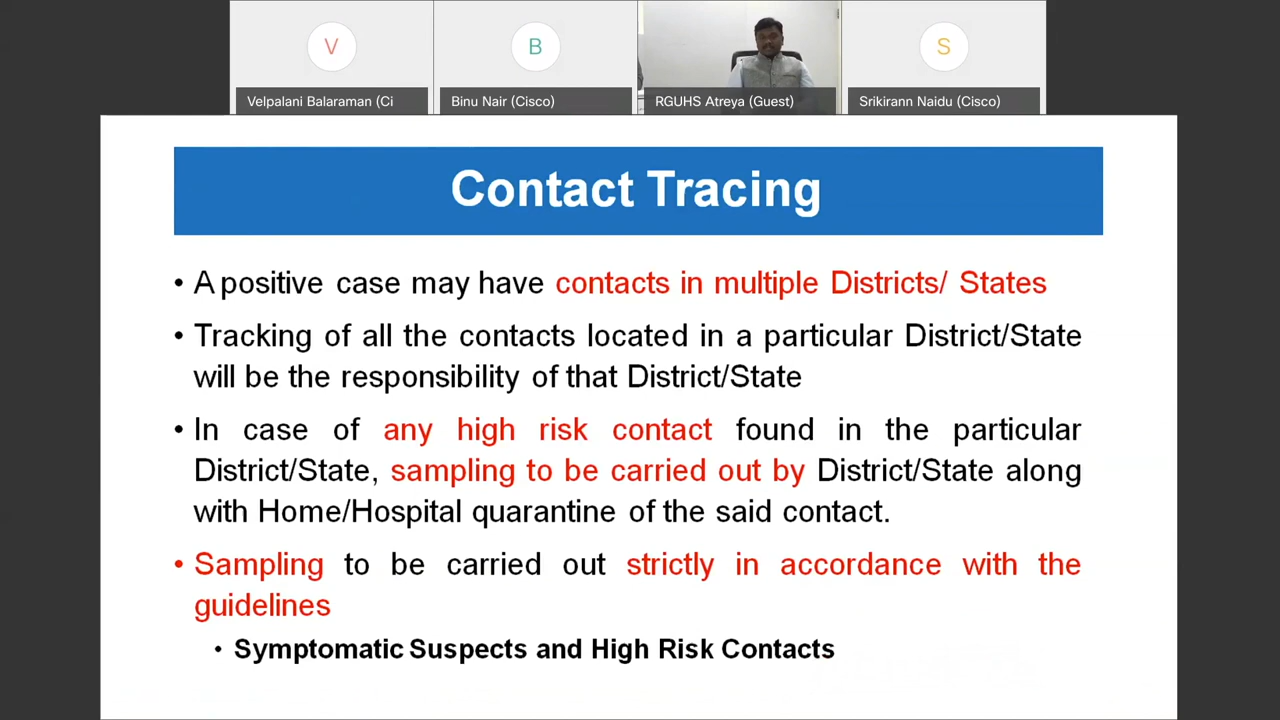 V
B
S
Velpalani Balaraman (Ci
Binu Nair (Cisco)
RGUHS Atreya (Guest)
Srikirann Naidu (Cisco)
Contact Tracing
• A positive case may have contacts in multiple Districts/ States
• Tracking of all the contacts located in a particular District/State
will be the responsibility of that District/State
• In case of any high risk contact found in the particular
District/State, sampling to be carried out by District/State along
with Home/Hospital quarantine of the said contact.
• Sampling to be carried out strictly in accordance with the
guidelines
• Symptomatic Suspects and High Risk Contacts